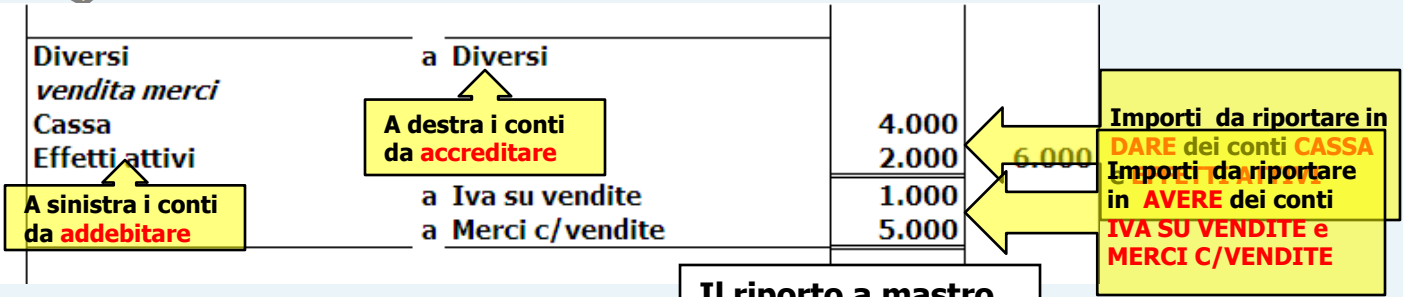 Diversi a Diversi
vendita merci
Cassa 4.000
Effetti attivi 2.000 6.000
a Iva su vendite 1.000
a Merci c/vendite 5.000
A destra i conti
da accreditare
A sinistra i conti
da addebitare
Importi da riportare in
DARE dei conti CASSA
e EFFETTI ATTIVI
Importi da riportare
in AVERE dei conti
IVA SU VENDITE e
MERCI C/VENDITE
Il riporto a mastro